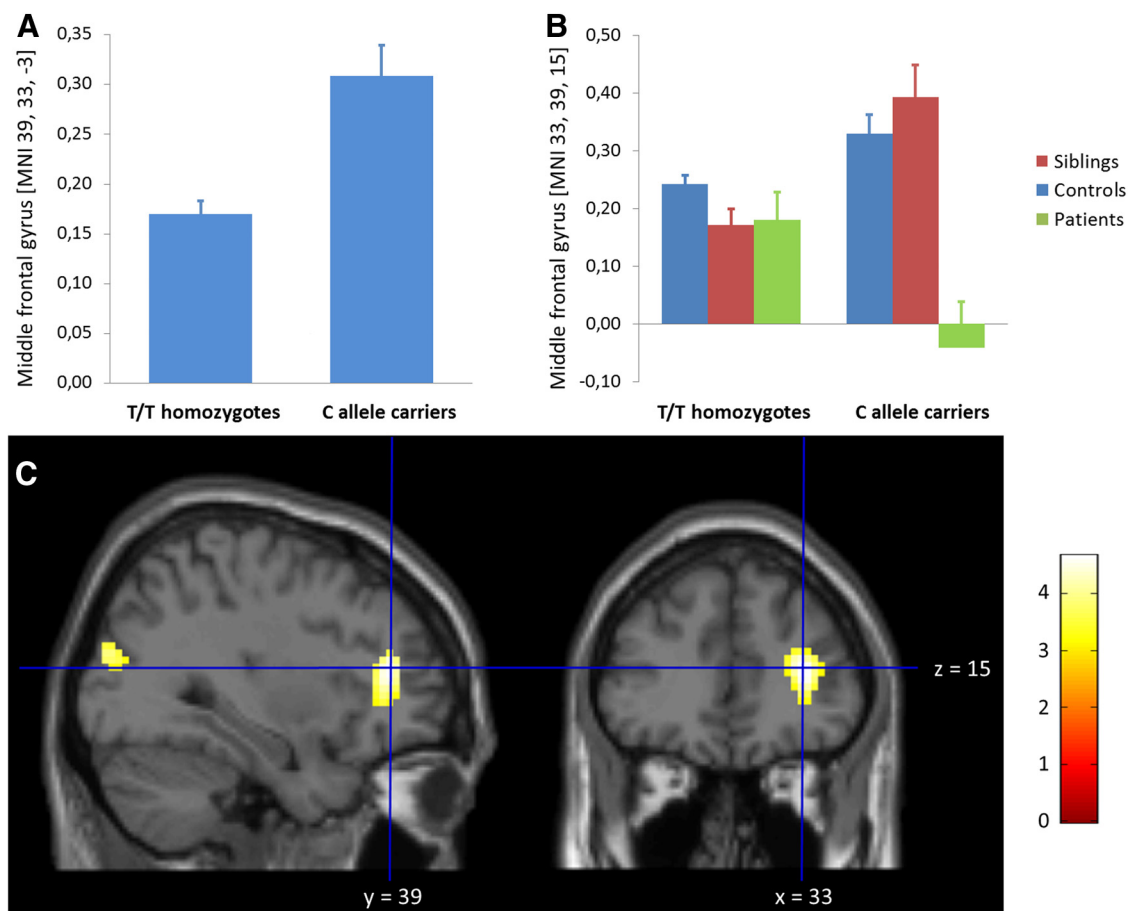 A
Middle frontal gyrus [MNI 39, 33, -3]
0,35
0,30
0,25
0,20
0,15
0,10
0,05
0,00
T/T homozygotes
C allele carriers
B
Middle frontal gyrus [MNI 33, 39, 15]
0,50
0,40
0,30
0,20
0,10
0,00
-0,10
T/T homozygotes
C allele carriers
Siblings
Controls
Patients
C
z = 15
y = 39
x = 33
4
3
2
1
0